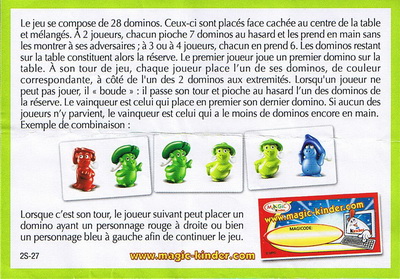 Le jeu se compose de 28 dominos. Ceux-ci sont placés face cachée au centre de la table
et mélangés. À 2 joueurs, chacun pioche 7 dominos au hasard et les prend en main sans
les montrer à ses adversaires ; à 3 ou à 4 joueurs, chacun en prend 6. Les dominos restant
sur la table constituent alors la réserve. Le premier joueur joue un premier domino sur la
table. À son tour de jeu, chaque joueur place l'un de ses dominos, de couleur
correspondante, à côté de l'un des 2 dominos aux extremités. Lorsqu'un joueur ne
peut pas jouer, il « boude » : il passe son tour et pioche au hasard l'un des dominos de
la réserve. Le vainqueur est celui qui place en premier son dernier domino. Si aucun des
joueurs n'y parvient, le vainqueur est celui qui a le moins de dominos encore en main.
Exemple de combinaison :
MAGIC
www.magic-kinder.com
MAGICODE:
Lorsque c'est son tour, le joueur suivant peut placer un
domino ayant un personnage rouge à droite ou bien
un personnage bleu à gauche afin de continuer le jeu.
2S-27
www.magic-kinder.com